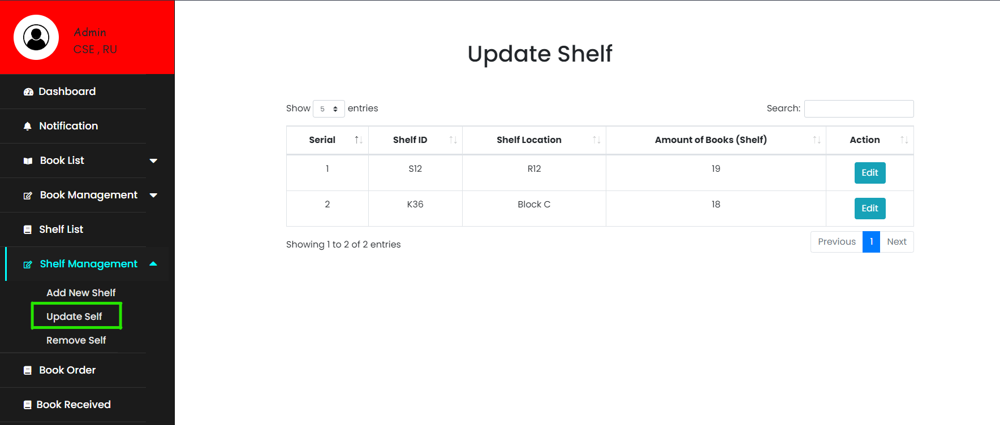 Admin
CSE , RU
Dashboard
Notification
Book List
Book Management
Shelf List
Shelf Management
Add New Shelf
Update Self
Remove Self
Book Order
Book Received
Update Shelf
Show 5 entries Search:
Serial Shelf ID Shelf Location Amount of Books (Shelf) Action
1 S12 R12 19 Edit
2 K36 Block C 18 Edit
Showing 1 to 2 of 2 entries Previous 1 Next